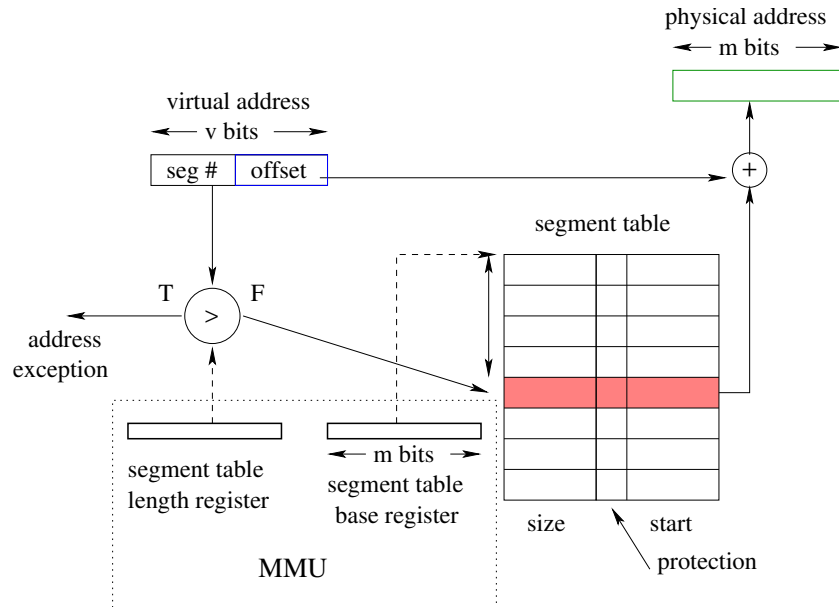 physical address
m bits
virtual address
v bits
seg #
offset
+
segment table
T
F
>
address
exception
m bits
segment table
length register
segment table
base register
size
start
protection
MMU